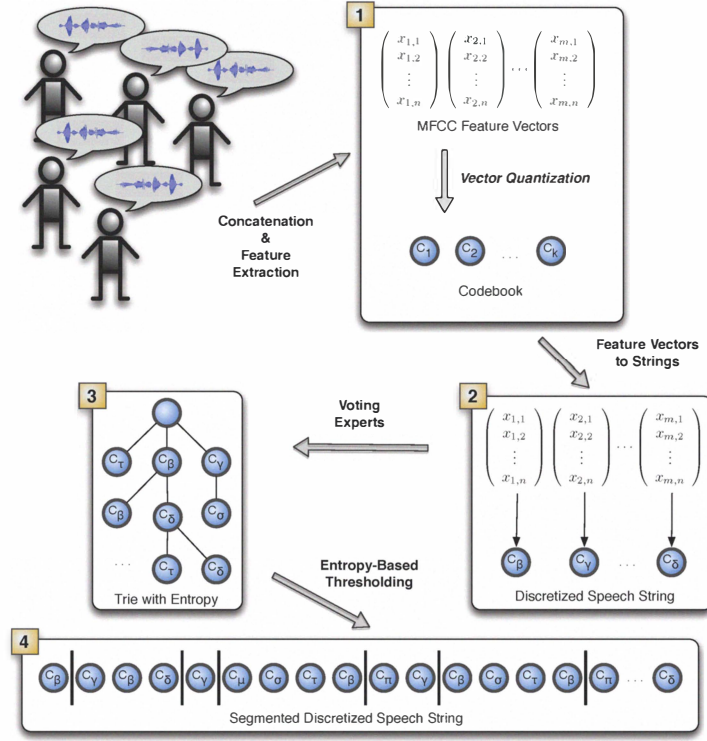 1
x1,1 x2,1 xm,1
x1,2 x2,2 xm,2
⋮ ⋮ ... ⋮
x1,n x2,n xm,n
MFCC Feature Vectors
Vector Quantization
C1 C2 ... Ck
Codebook
Concatenation
&
Feature
Extraction
Feature Vectors
to Strings
2
x1,1 x2,1 xm,1
x1,2 x2,2 xm,2
⋮ ⋮ ... ⋮
x1,n x2,n xm,n
Cβ Cγ ... Cδ
Discretized Speech String
Voting
Experts
3
Cτ Cβ Cγ
Cβ Cδ Cσ
... Cτ Cδ
Trie with Entropy
Entropy-Based
Thresholding
4
Cβ Cγ Cβ Cδ Cγ Cμ Cσ Cτ Cβ Cπ Cγ Cβ Cσ Cτ Cβ Cπ ... Cδ
Segmented Discretized Speech String